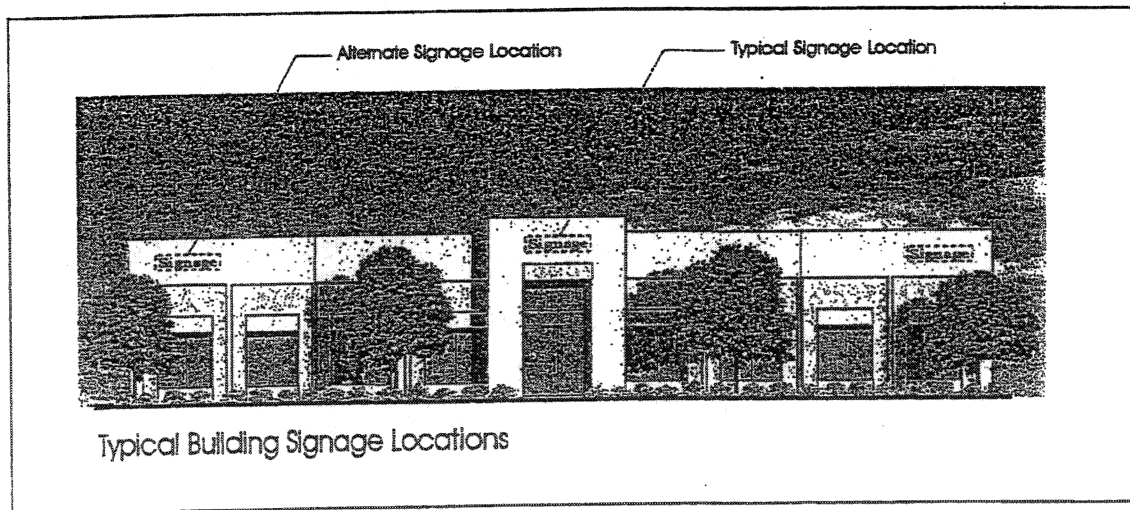 Alternate Signage Location
Typical Signage Location
Signage
Signage
Signage
Typical Building Signage Locations